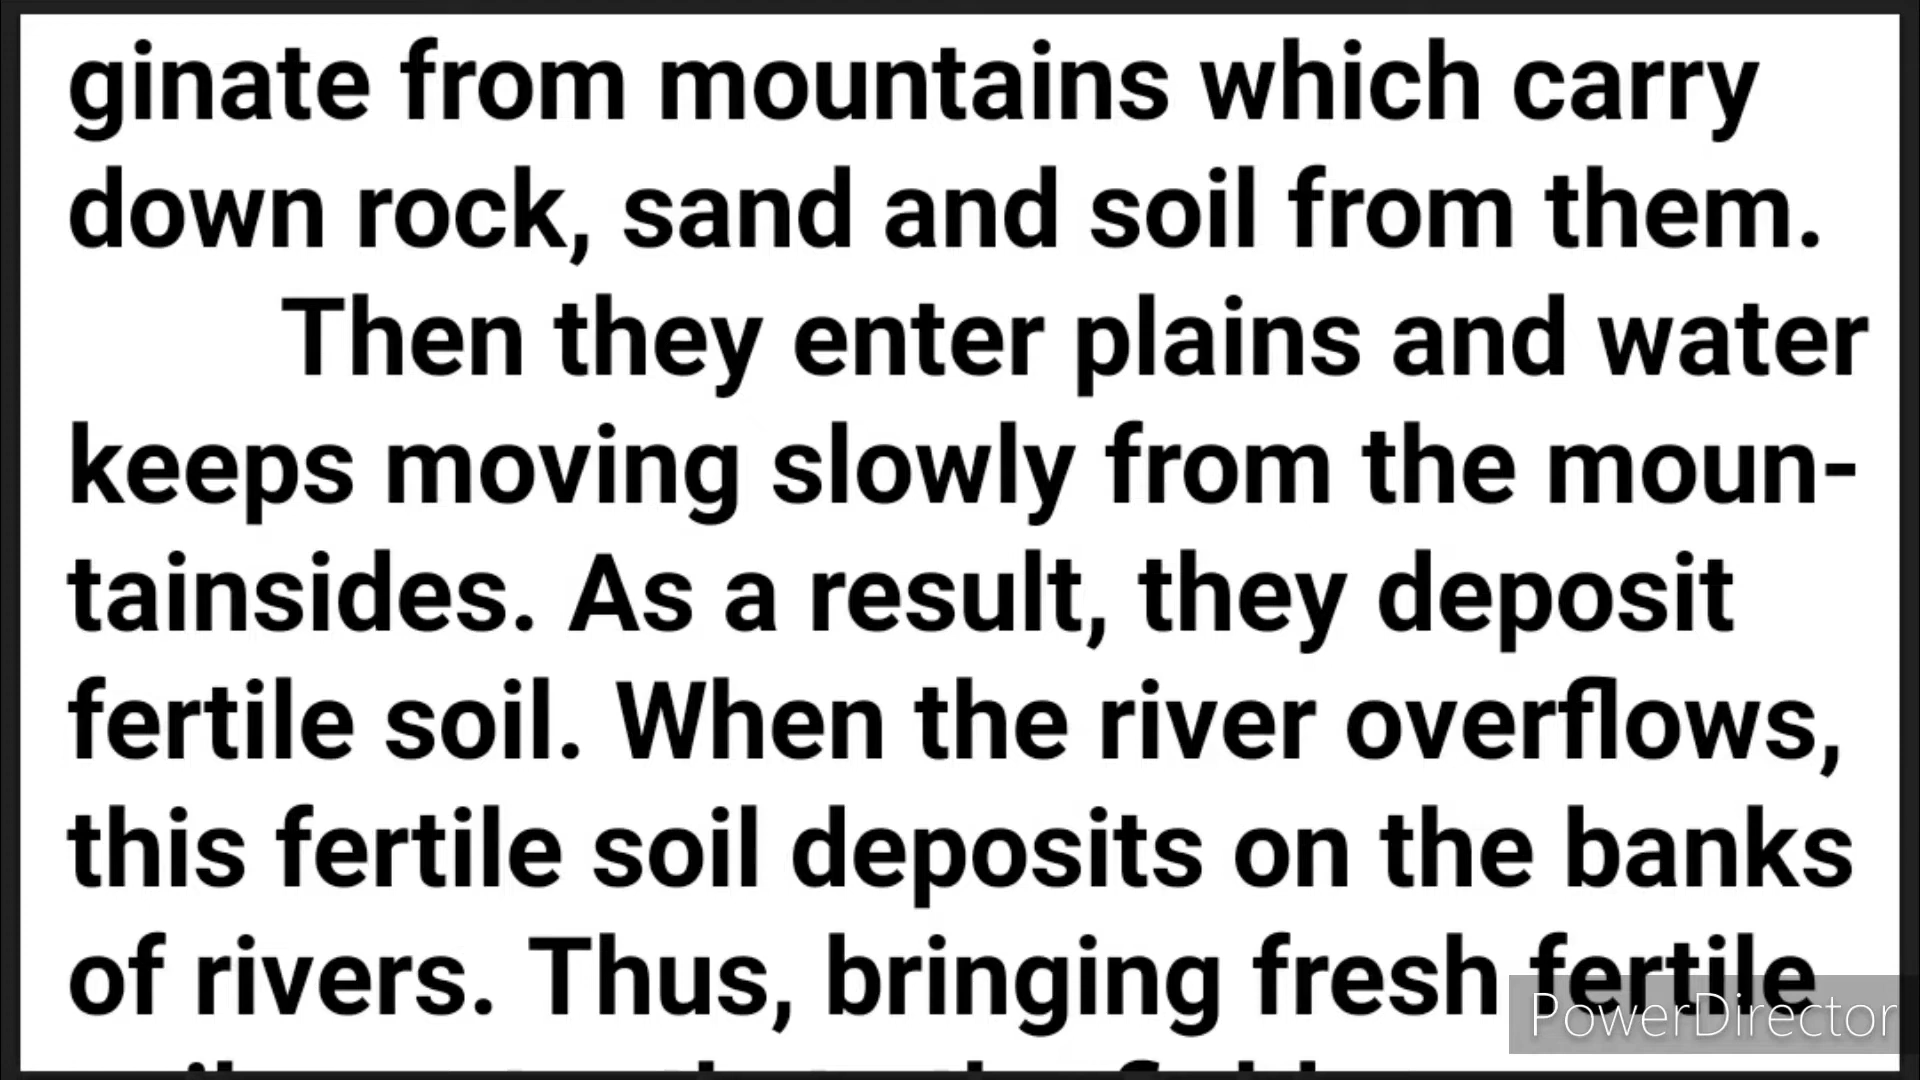 ginate from mountains which carry
down rock, sand and soil from them.
Then they enter plains and water
keeps moving slowly from the moun-
tainsides. As a result, they deposit
fertile soil. When the river overflows,
this fertile soil deposits on the banks
of rivers. Thus, bringing fresh fertile
PowerDirector